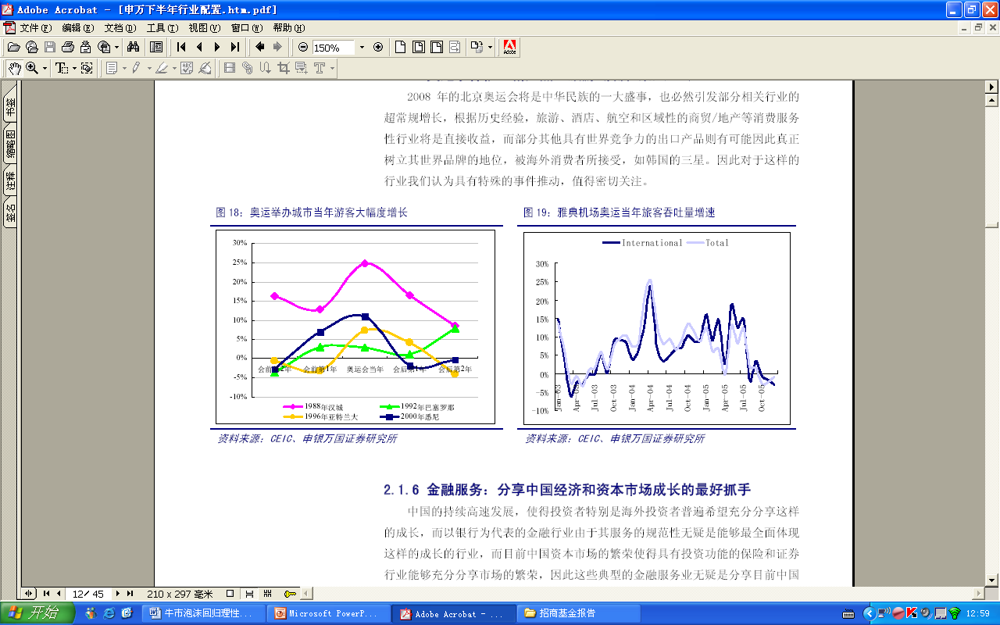 Adobe Acrobat - [申万下半年行业配置.htm.pdf]
文件(F) 编辑(E) 文档(D) 工具(T) 视图(V) 窗口(W) 帮助(H)
150%
Adobe
书签
缩略图
注释
签名
2008 年的北京奥运会将是中华民族的一大盛事，也必然引发部分相关行业的
超常规增长，根据历史经验，旅游、酒店、航空和区域性的商贸/地产等消费服务
性行业将是直接收益，而部分其他具有世界竞争力的出口产品则有可能因此真正
树立其世界品牌的地位，被海外消费者所接受，如韩国的三星。因此对于这样的
行业我们认为具有特殊的事件推动，值得密切关注。
图 18：奥运举办城市当年游客大幅度增长
30%
25%
20%
15%
10%
5%
0%
-5%
-10%
会前第2年 会前第1年 奥运会当年 会后第1年 会后第2年
1988年汉城 1992年巴塞罗那
1996年亚特兰大 2000年悉尼
资料来源：CEIC、申银万国证券研究所
图 19：雅典机场奥运当年旅客吞吐量增速
International Total
30%
25%
20%
15%
10%
5%
0%
-5%
-10%
Jan-03 Apr-03 Jul-03 Oct-03 Jan-04 Apr-04 Jul-04 Oct-04 Jan-05 Apr-05 Jul-05 Oct-05
资料来源：CEIC、申银万国证券研究所
2.1.6 金融服务：分享中国经济和资本市场成长的最好抓手
中国的持续高速发展，使得投资者特别是海外投资者普遍希望充分分享这样
的成长，而以银行为代表的金融行业由于其服务的规范性无疑是能够最全面体现
这样的成长的行业，而目前中国资本市场的繁荣使得具有投资功能的保险和证券
行业能够充分分享市场的繁荣，因此这些典型的金融服务业无疑是分享目前中国
12/ 45 210 x 297 毫米
开始 牛市泡沫回归理性... Microsoft PowerP... Adobe Acrobat - ... 招商基金报告 12:59